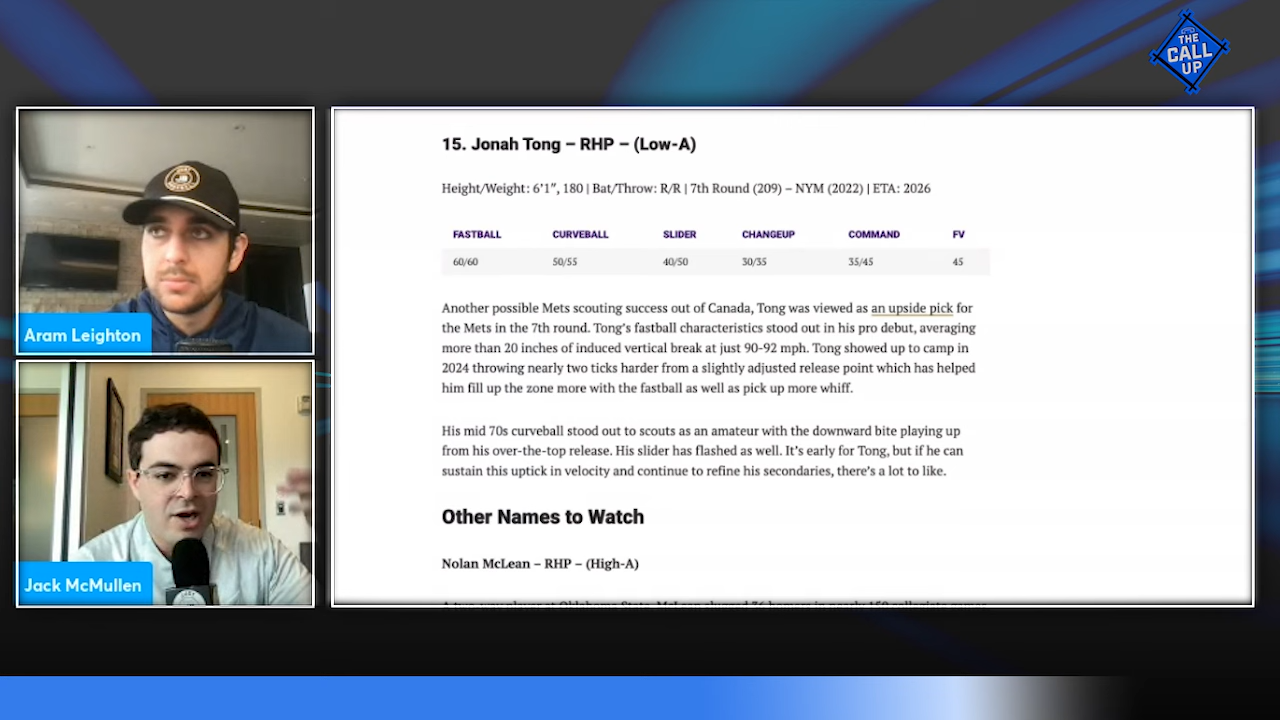 THE
CALL
UP
Aram Leighton
Jack McMullen
15. Jonah Tong – RHP – (Low-A)
Height/Weight: 6’1″, 180 | Bat/Throw: R/R | 7th Round (209) – NYM (2022) | ETA: 2026
FASTBALL CURVEBALL SLIDER CHANGEUP COMMAND FV
60/60 50/55 40/50 30/35 35/45 45
Another possible Mets scouting success out of Canada, Tong was viewed as an upside pick for
the Mets in the 7th round. Tong’s fastball characteristics stood out in his pro debut, averaging
more than 20 inches of induced vertical break at just 90-92 mph. Tong showed up to camp in
2024 throwing nearly two ticks harder from a slightly adjusted release point which has helped
him fill up the zone more with the fastball as well as pick up more whiff.
His mid 70s curveball stood out to scouts as an amateur with the downward bite playing up
from his over-the-top release. His slider has flashed as well. It’s early for Tong, but if he can
sustain this uptick in velocity and continue to refine his secondaries, there’s a lot to like.
Other Names to Watch
Nolan McLean – RHP – (High-A)